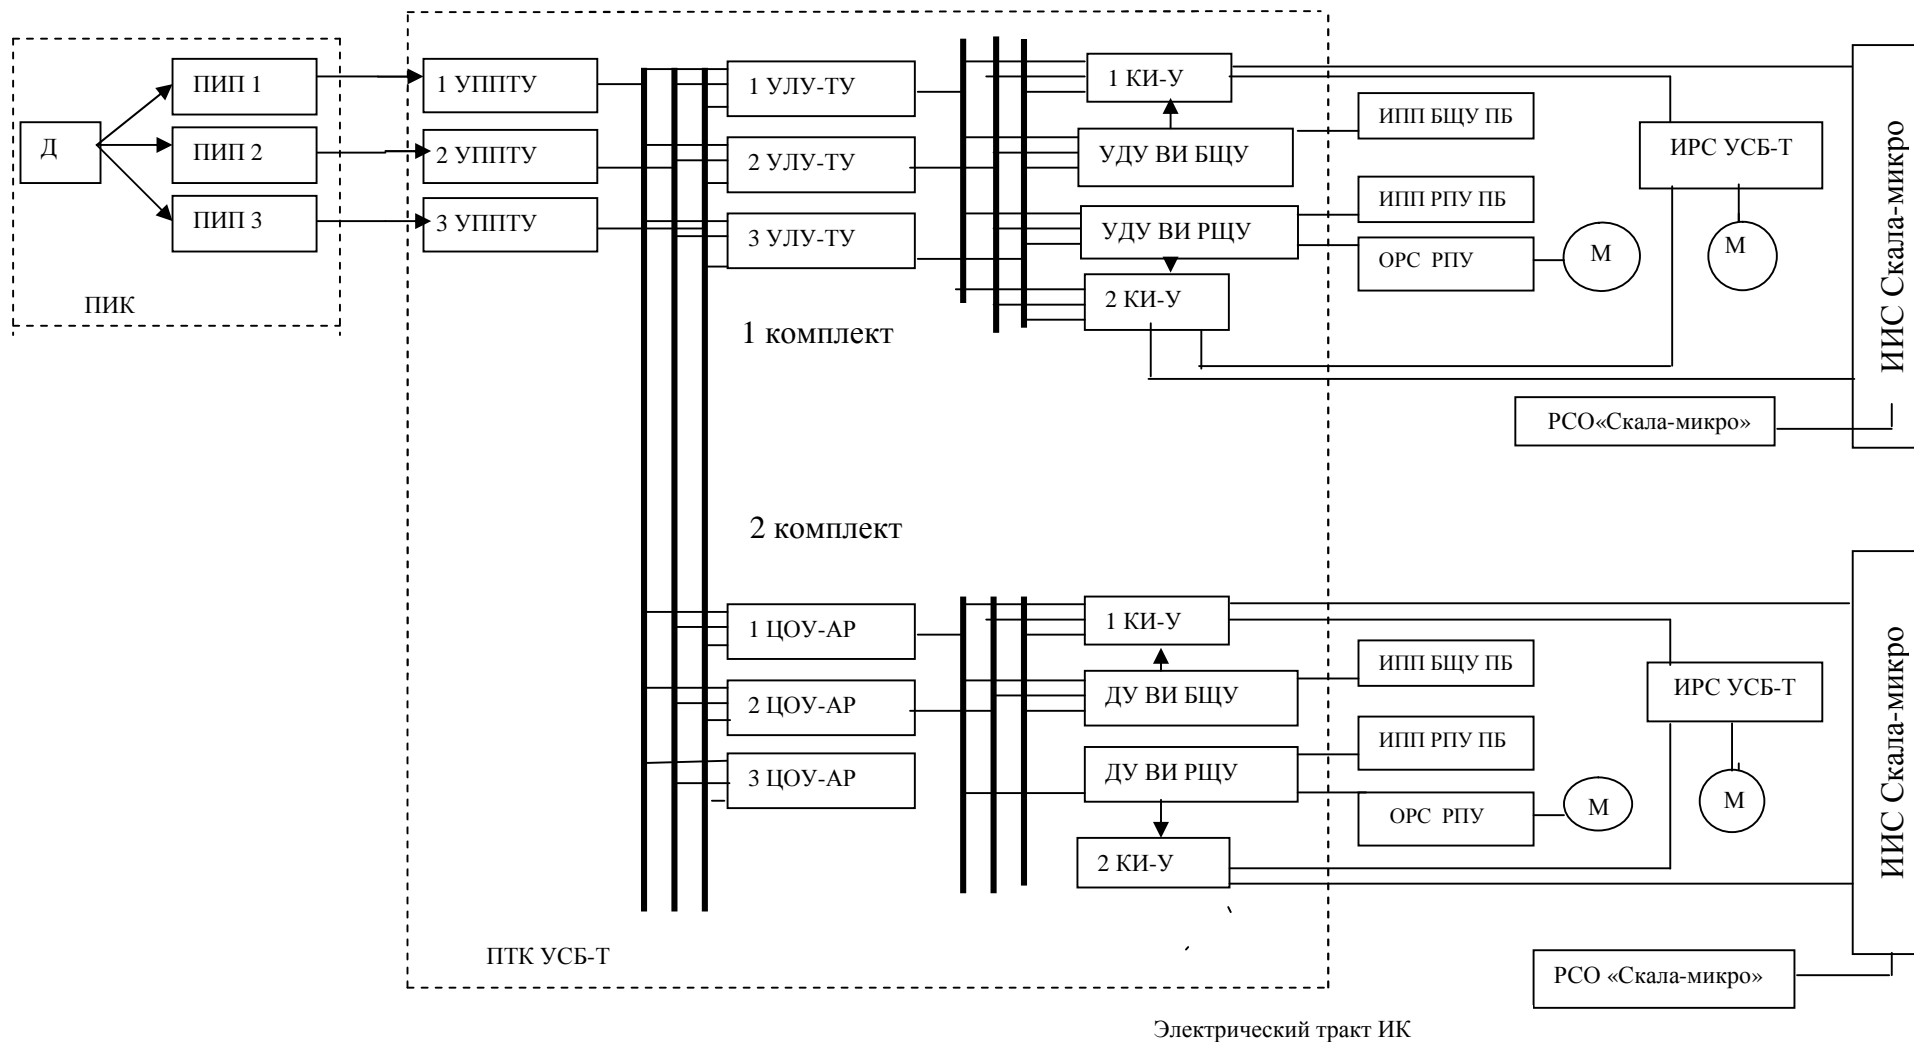 Д
ПИП 1
ПИП 2
ПИП 3
ПИК
1 УППТУ
2 УППТУ
3 УППТУ
1 УЛУ-ТУ
2 УЛУ-ТУ
3 УЛУ-ТУ
1 комплект
1 КИ-У
УДУ ВИ БЩУ
УДУ ВИ РЩУ
2 КИ-У
ИПП БЩУ ПБ
ИПП РПУ ПБ
ОРС РПУ
М
ИРС УСБ-Т
М
ИИС Скала-микро
РСО«Скала-микро»
2 комплект
1 ЦОУ-АР
2 ЦОУ-АР
3 ЦОУ-АР
1 КИ-У
ДУ ВИ БЩУ
ДУ ВИ РЩУ
2 КИ-У
ИПП БЩУ ПБ
ИПП РПУ ПБ
ОРС РПУ
М
ИРС УСБ-Т
М
ИИС Скала-микро
РСО «Скала-микро»
ПТК УСБ-Т
Электрический тракт ИК